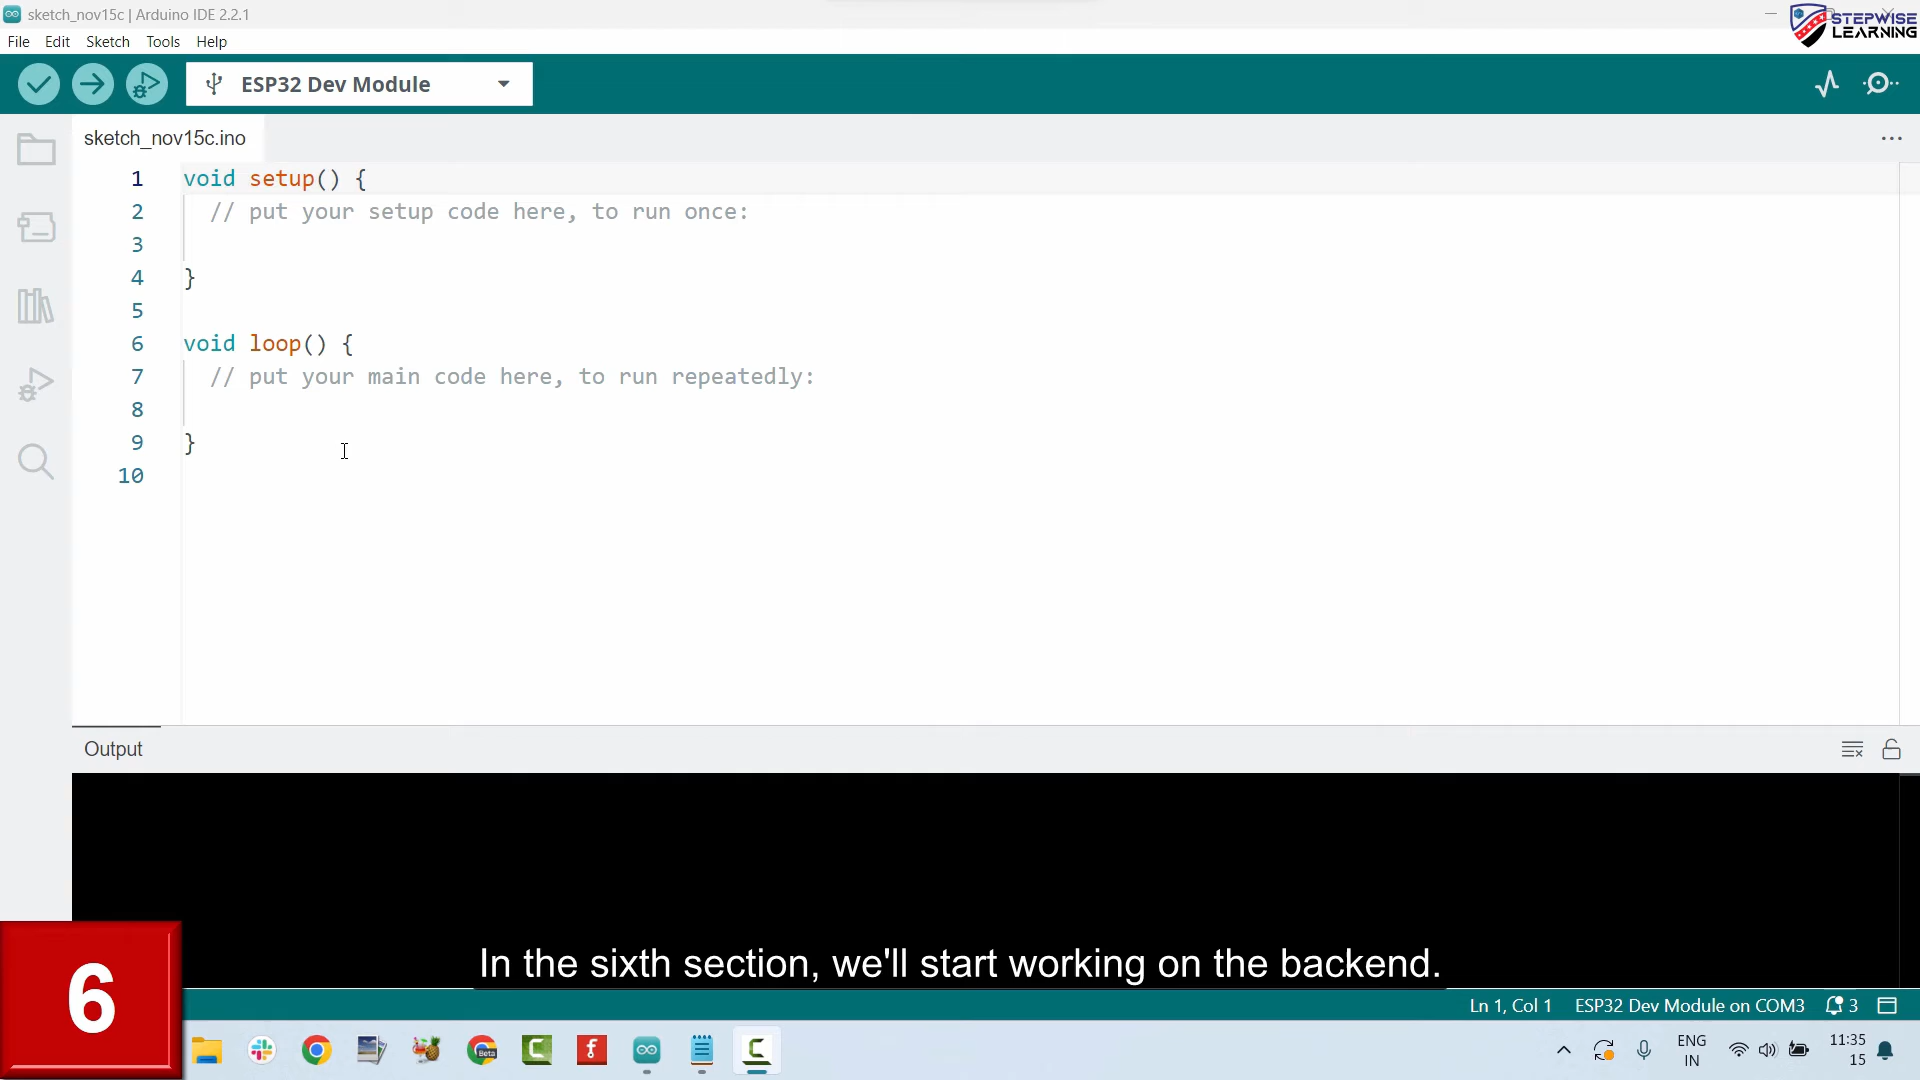 sketch_nov15c | Arduino IDE 2.2.1
STEPWISE
LEARNING
File Edit Sketch Tools Help
ESP32 Dev Module
sketch_nov15c.ino
1 void setup() {
2 // put your setup code here, to run once:
3
4 }
5
6 void loop() {
7 // put your main code here, to run repeatedly:
8
9 }
10
Output
In the sixth section, we'll start working on the backend.
6
Ln 1, Col 1 ESP32 Dev Module on COM3 3
Beta
ENG
IN
11:35
15